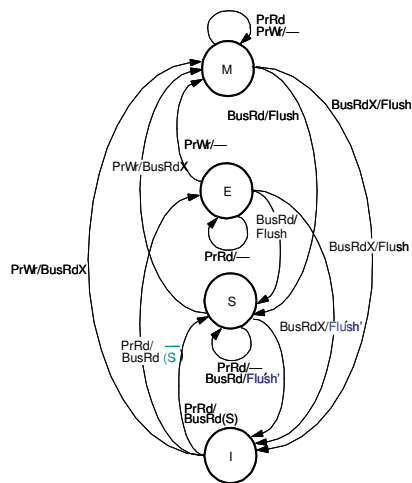 PrRd
PrWr/—
M
BusRd/Flush
BusRdX/Flush
PrWr/—
PrWr/BusRdX
E
BusRd/
Flush
BusRdX/Flush
PrRd/—
PrWr/BusRdX
S
BusRdX/Flush'
PrRd/
BusRd (S̅)
PrRd/—
BusRd/Flush'
PrRd/
BusRd(S)
I